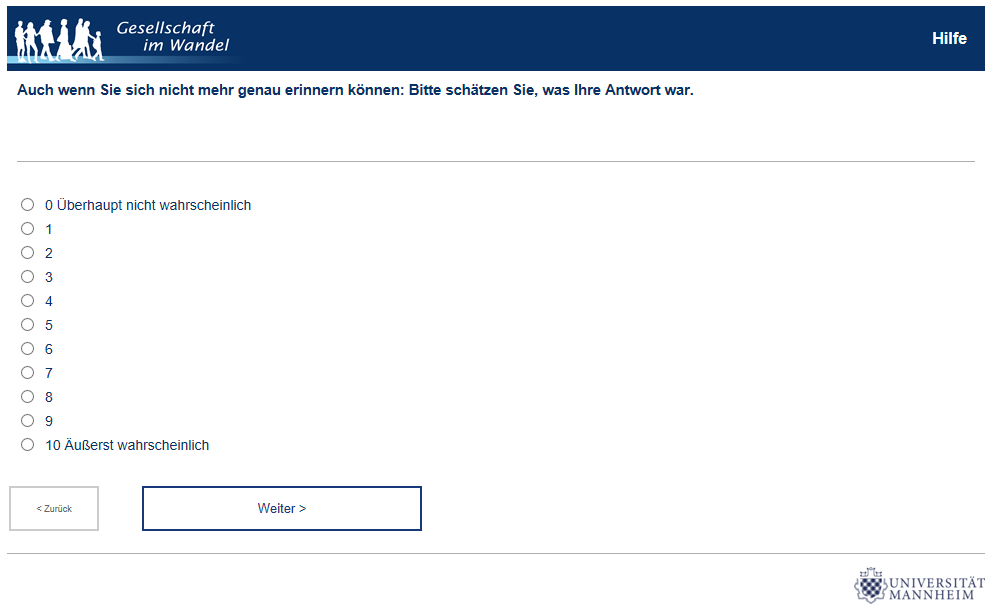 Gesellschaft
im Wandel
Hilfe
Auch wenn Sie sich nicht mehr genau erinnern können: Bitte schätzen Sie, was Ihre Antwort war.
0 Überhaupt nicht wahrscheinlich
1
2
3
4
5
6
7
8
9
10 Äußerst wahrscheinlich
< Zurück
Weiter >
UNIVERSITÄT
MANNHEIM